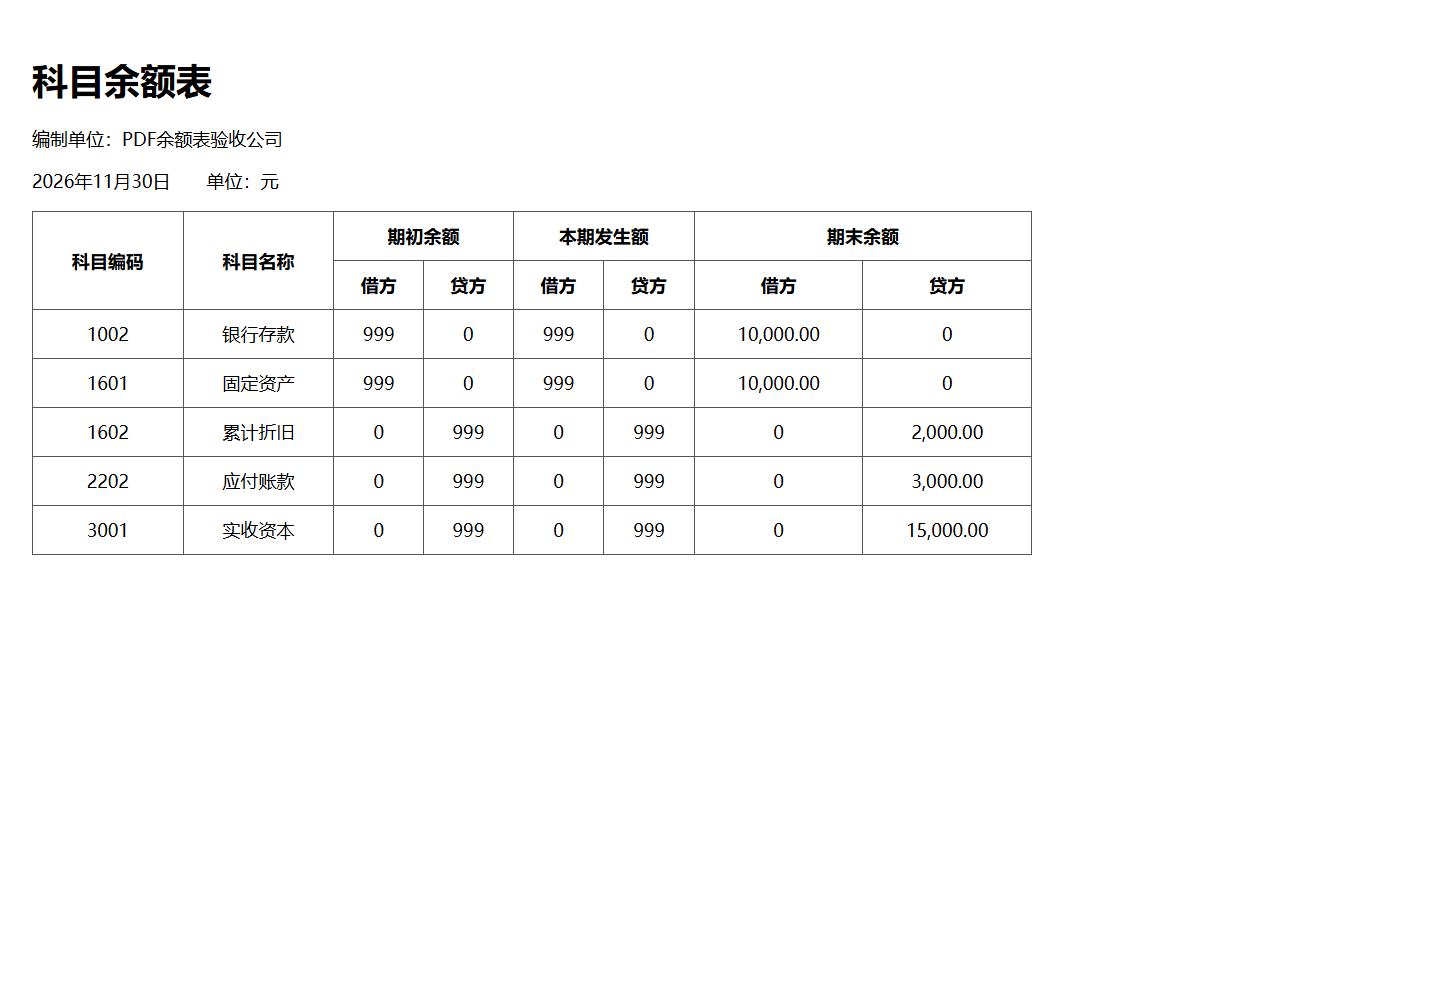 科目余额表
编制单位：PDF余额表验收公司
2026年11月30日　　单位：元
科目编码 科目名称 期初余额 本期发生额 期末余额
借方 贷方 借方 贷方 借方 贷方
1002 银行存款 999 0 999 0 10,000.00 0
1601 固定资产 999 0 999 0 10,000.00 0
1602 累计折旧 0 999 0 999 0 2,000.00
2202 应付账款 0 999 0 999 0 3,000.00
3001 实收资本 0 999 0 999 0 15,000.00